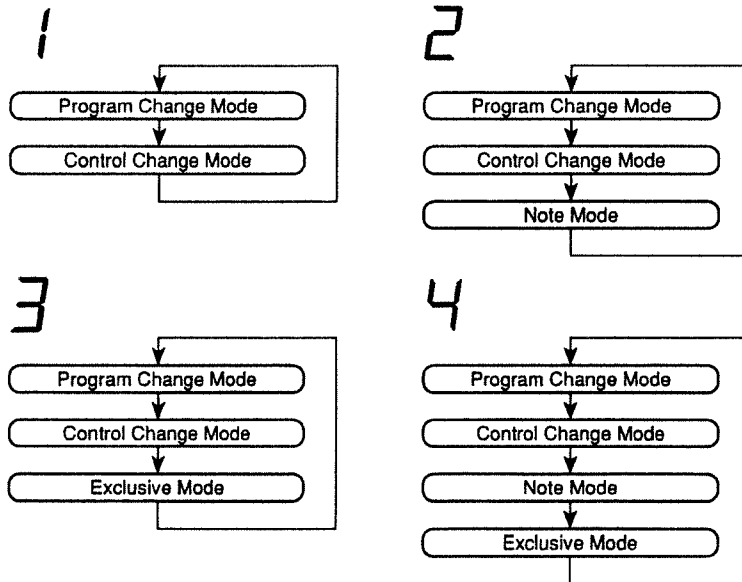 1
Program Change Mode
Control Change Mode
2
Program Change Mode
Control Change Mode
Note Mode
3
Program Change Mode
Control Change Mode
Exclusive Mode
4
Program Change Mode
Control Change Mode
Note Mode
Exclusive Mode